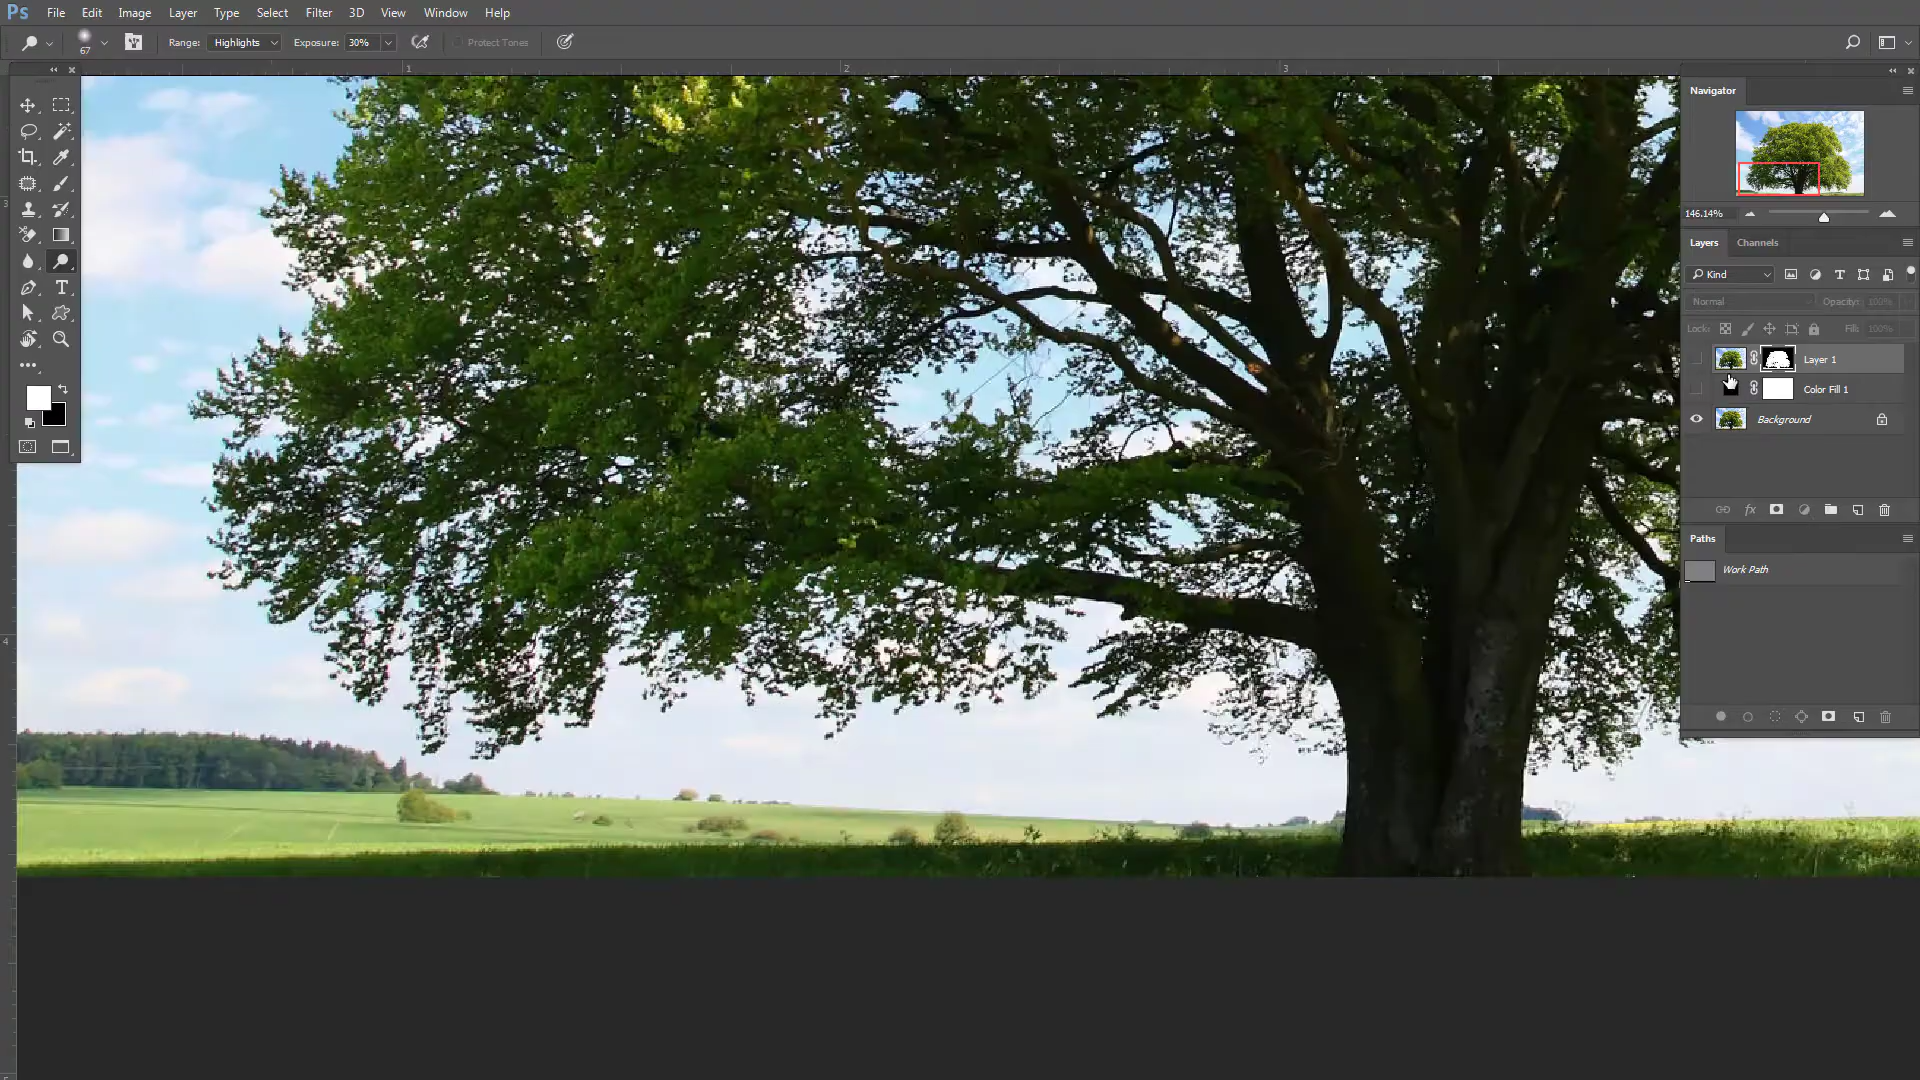 Ps File Edit Image Layer Type Select Filter 3D View Window Help
67 Range: Highlights Exposure: 30% Protect Tones
1 2 3
Navigator
146.14%
Layers Channels
Kind
Normal Opacity: 100%
Lock: Fill: 100%
Layer 1
Color Fill 1
Background
fx
Paths
Work Path
3
4